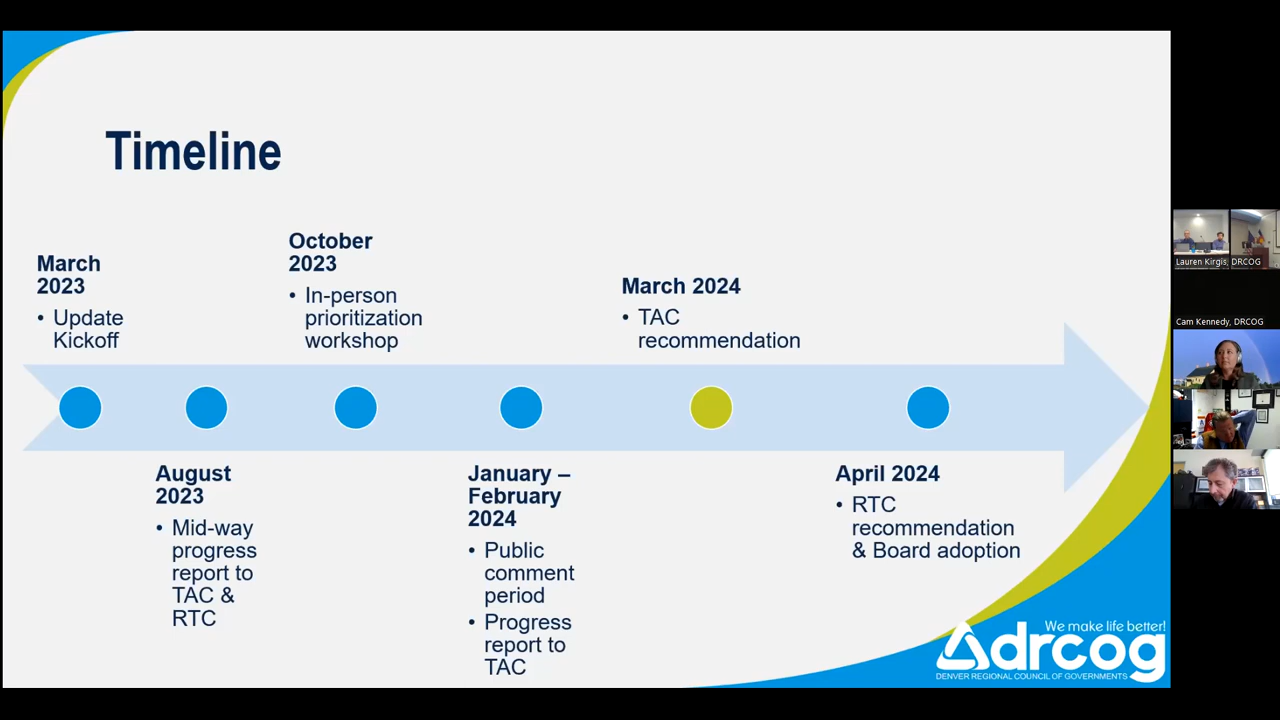 Timeline
March
2023
• Update
Kickoff
August
2023
• Mid-way
progress
report to
TAC &
RTC
October
2023
• In-person
prioritization
workshop
January –
February
2024
• Public
comment
period
• Progress
report to
TAC
March 2024
• TAC
recommendation
April 2024
• RTC
recommendation
& Board adoption
We make life better!
drcog
DENVER REGIONAL COUNCIL OF GOVERNMENTS
Lauren Kirgis, DRCOG
Cam Kennedy, DRCOG